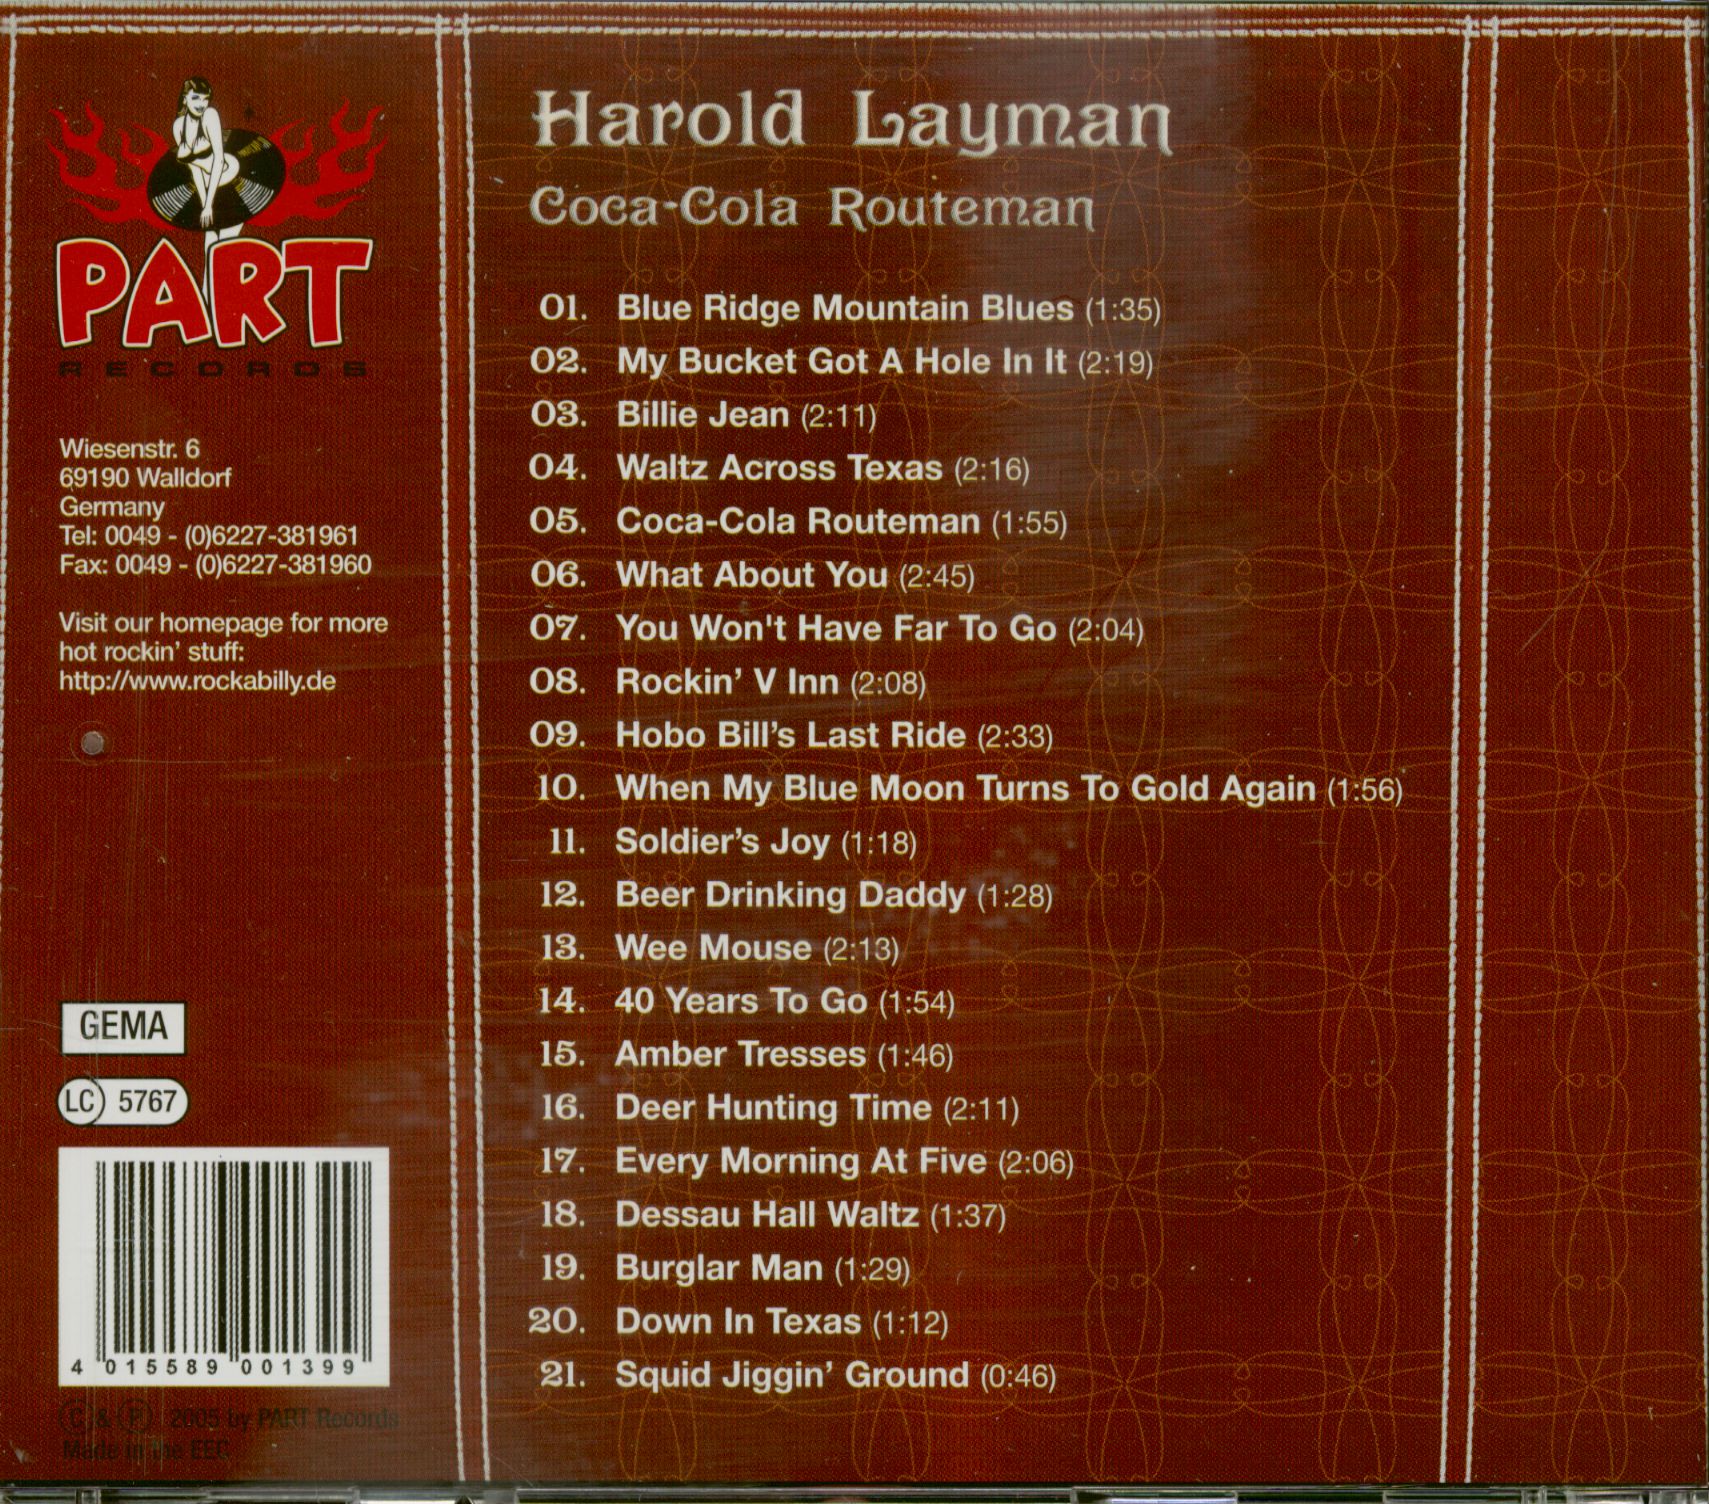 PART
RECORDS
Wiesenstr. 6
69190 Walldorf
Germany
Tel: 0049 - (0)6227-381961
Fax: 0049 - (0)6227-381960
Visit our homepage for more
hot rockin’ stuff:
http://www.rockabilly.de
GEMA
LC 5767
4 015589 001399
C & P 2005 by PART Records
Made in the EEC
Harold Layman
Coca-Cola Routeman
01. Blue Ridge Mountain Blues (1:35)
02. My Bucket Got A Hole In It (2:19)
03. Billie Jean (2:11)
04. Waltz Across Texas (2:16)
05. Coca-Cola Routeman (1:55)
06. What About You (2:45)
07. You Won't Have Far To Go (2:04)
08. Rockin’ V Inn (2:08)
09. Hobo Bill’s Last Ride (2:33)
10. When My Blue Moon Turns To Gold Again (1:56)
11. Soldier’s Joy (1:18)
12. Beer Drinking Daddy (1:28)
13. Wee Mouse (2:13)
14. 40 Years To Go (1:54)
15. Amber Tresses (1:46)
16. Deer Hunting Time (2:11)
17. Every Morning At Five (2:06)
18. Dessau Hall Waltz (1:37)
19. Burglar Man (1:29)
20. Down In Texas (1:12)
21. Squid Jiggin’ Ground (0:46)